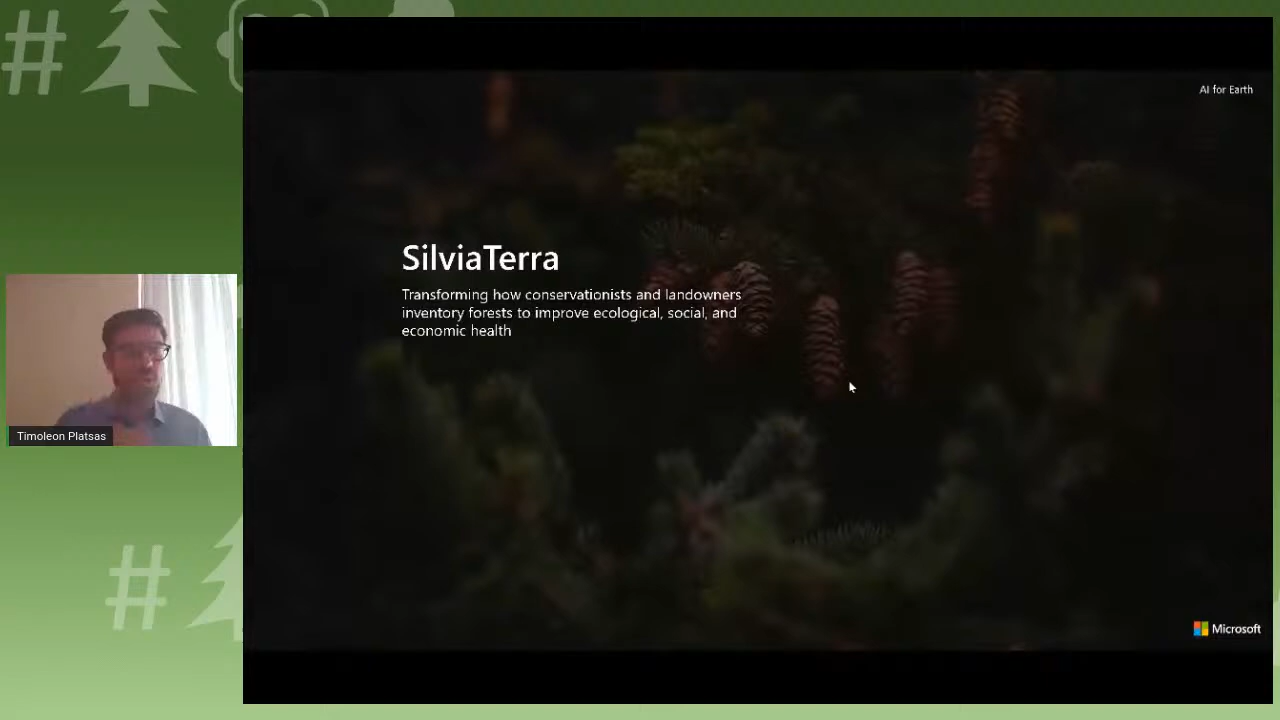 #
AI for Earth
SilviaTerra
Transforming how conservationists and landowners
inventory forests to improve ecological, social, and
economic health
Timoleon Platsas
#
Microsoft